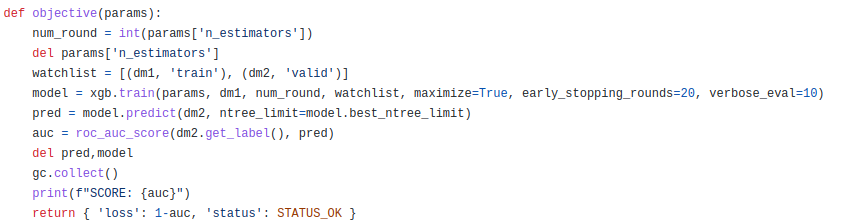 def objective(params):
    num_round = int(params['n_estimators'])
    del params['n_estimators']
    watchlist = [(dm1, 'train'), (dm2, 'valid')]
    model = xgb.train(params, dm1, num_round, watchlist, maximize=True, early_stopping_rounds=20, verbose_eval=10)
    pred = model.predict(dm2, ntree_limit=model.best_ntree_limit)
    auc = roc_auc_score(dm2.get_label(), pred)
    del pred,model
    gc.collect()
    print(f"SCORE: {auc}")
    return { 'loss': 1-auc, 'status': STATUS_OK }